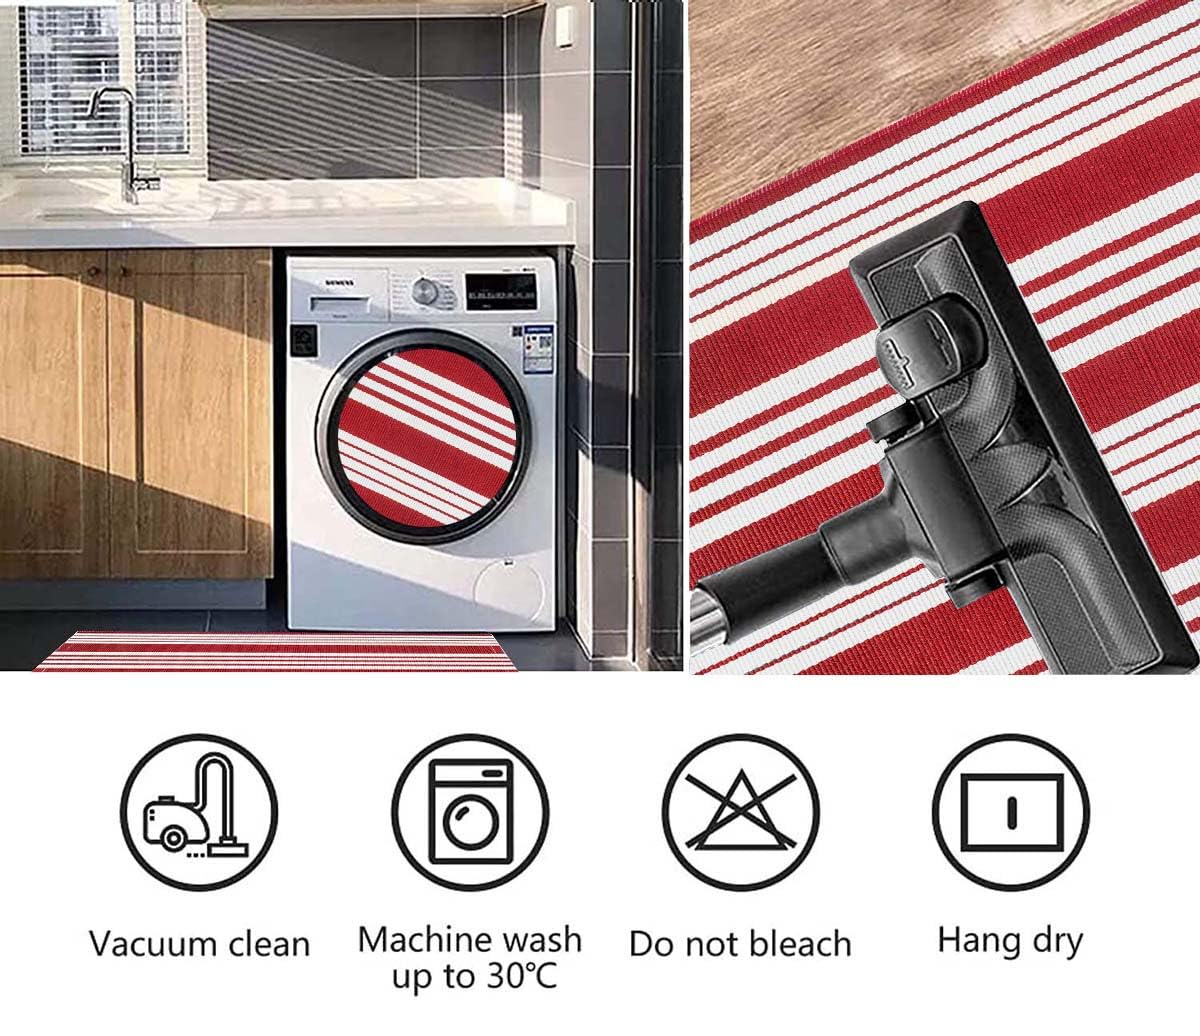 SIEMENS
Vacuum clean
Machine wash
up to 30℃
Do not bleach
Hang dry